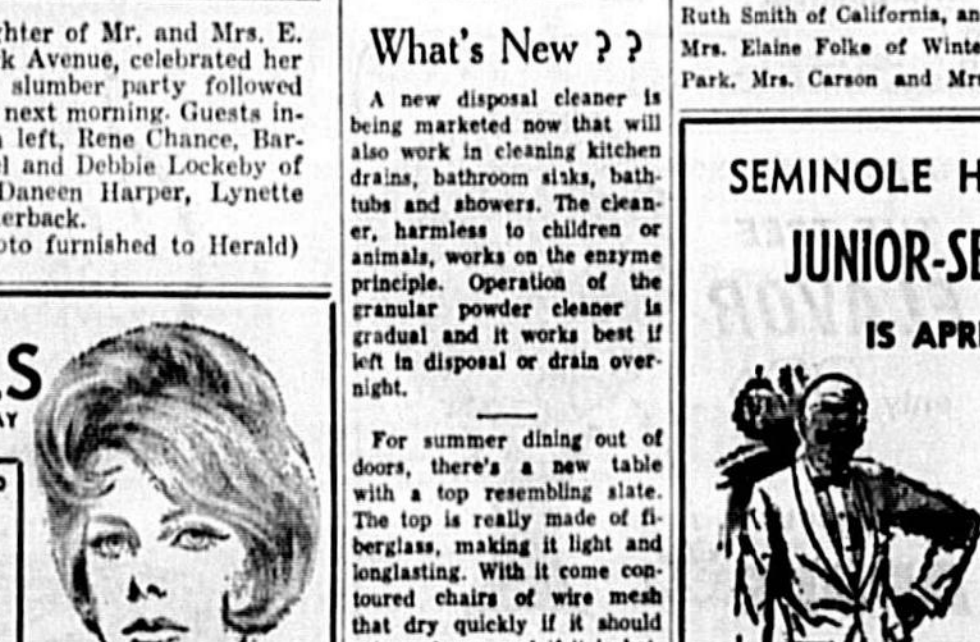 ghter of Mr. and Mrs. E.
k Avenue, celebrated her
slumber party followed
next morning. Guests in-
left, Rene Chance, Bar-
and Debbie Lockeby of
Daneen Harper, Lynette
erback.
oto furnished to Herald)
S
AY
What's New ? ?
A new disposal cleaner is
being marketed now that will
also work in cleaning kitchen
drains, bathroom sinks, bath-
tubs and showers. The clean-
er, harmless to children or
animals, works on the enzyme
principle. Operation of the
granular powder cleaner is
gradual and it works best if
left in disposal or drain over-
night.
For summer dining out of
doors, there's a new table
with a top resembling slate.
The top is really made of fi-
berglass, making it light and
longlasting. With it come con-
toured chairs of wire mesh
that dry quickly if it should
Ruth Smith of California, an
Mrs. Elaine Folke of Winte
Park. Mrs. Carson and Mr
SEMINOLE H
JUNIOR-SE
IS APR